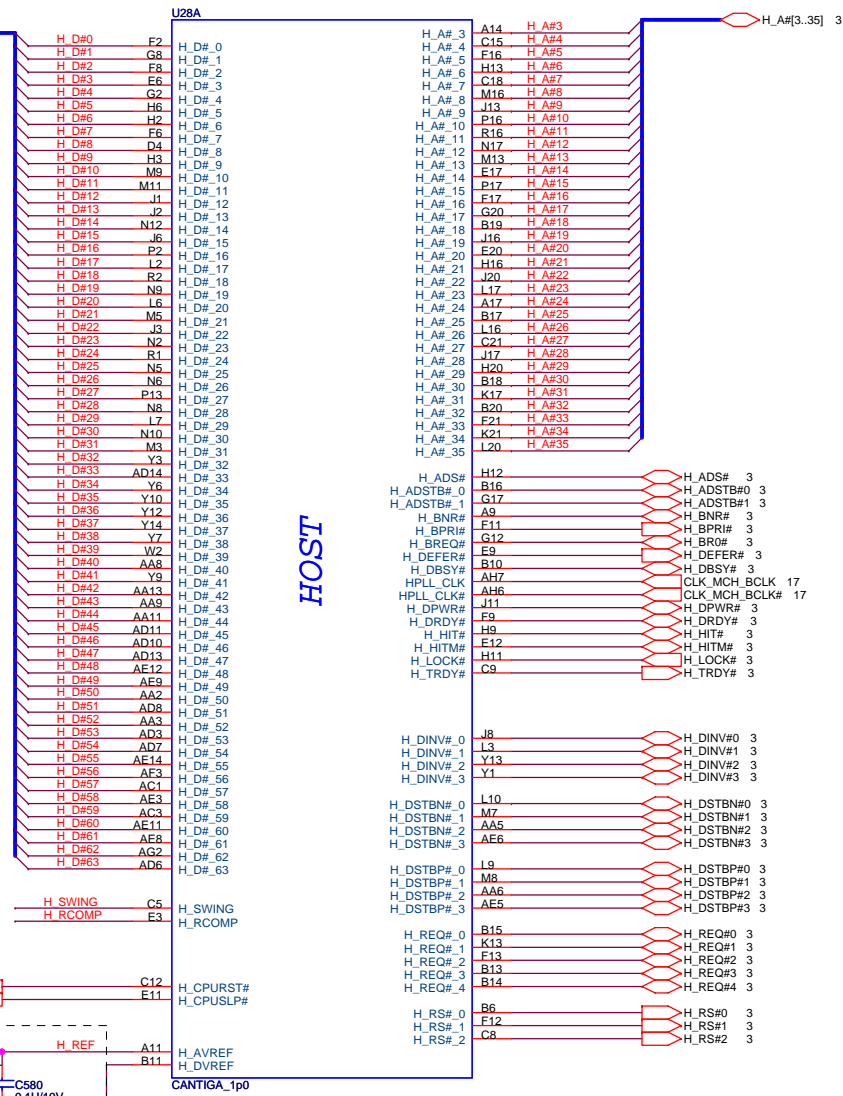 U28A
H_D#0 F2 H_D#_0
H_D#1 G8 H_D#_1
H_D#2 F8 H_D#_2
H_D#3 E6 H_D#_3
H_D#4 G2 H_D#_4
H_D#5 H6 H_D#_5
H_D#6 H2 H_D#_6
H_D#7 F6 H_D#_7
H_D#8 D4 H_D#_8
H_D#9 H3 H_D#_9
H_D#10 M9 H_D#_10
H_D#11 M11 H_D#_11
H_D#12 J1 H_D#_12
H_D#13 J2 H_D#_13
H_D#14 N12 H_D#_14
H_D#15 J6 H_D#_15
H_D#16 P2 H_D#_16
H_D#17 L2 H_D#_17
H_D#18 R2 H_D#_18
H_D#19 N9 H_D#_19
H_D#20 L6 H_D#_20
H_D#21 M5 H_D#_21
H_D#22 J3 H_D#_22
H_D#23 N2 H_D#_23
H_D#24 R1 H_D#_24
H_D#25 N5 H_D#_25
H_D#26 N6 H_D#_26
H_D#27 P13 H_D#_27
H_D#28 N8 H_D#_28
H_D#29 L7 H_D#_29
H_D#30 N10 H_D#_30
H_D#31 M3 H_D#_31
H_D#32 Y3 H_D#_32
H_D#33 AD14 H_D#_33
H_D#34 Y6 H_D#_34
H_D#35 Y10 H_D#_35
H_D#36 Y12 H_D#_36
H_D#37 Y14 H_D#_37
H_D#38 Y7 H_D#_38
H_D#39 W2 H_D#_39
H_D#40 AA8 H_D#_40
H_D#41 Y9 H_D#_41
H_D#42 AA13 H_D#_42
H_D#43 AA9 H_D#_43
H_D#44 AA11 H_D#_44
H_D#45 AD11 H_D#_45
H_D#46 AD10 H_D#_46
H_D#47 AD13 H_D#_47
H_D#48 AE12 H_D#_48
H_D#49 AE9 H_D#_49
H_D#50 AA2 H_D#_50
H_D#51 AD8 H_D#_51
H_D#52 AA3 H_D#_52
H_D#53 AD3 H_D#_53
H_D#54 AD7 H_D#_54
H_D#55 AE14 H_D#_55
H_D#56 AF3 H_D#_56
H_D#57 AC1 H_D#_57
H_D#58 AE3 H_D#_58
H_D#59 AC3 H_D#_59
H_D#60 AE11 H_D#_60
H_D#61 AE8 H_D#_61
H_D#62 AG2 H_D#_62
H_D#63 AD6 H_D#_63
H_SWING C5 H_SWING
H_RCOMP E3 H_RCOMP
C12 H_CPURST#
E11 H_CPUSLP#
H_REF A11 H_AVREF
B11 H_DVREF
C580
HOST
H_A#[3..35] 3
H_A#_3 A14 H_A#3
H_A#_4 C15 H_A#4
H_A#_5 F16 H_A#5
H_A#_6 H13 H_A#6
H_A#_7 C18 H_A#7
H_A#_8 M16 H_A#8
H_A#_9 J13 H_A#9
H_A#_10 P16 H_A#10
H_A#_11 R16 H_A#11
H_A#_12 N17 H_A#12
H_A#_13 M13 H_A#13
H_A#_14 E17 H_A#14
H_A#_15 P17 H_A#15
H_A#_16 F17 H_A#16
H_A#_17 G20 H_A#17
H_A#_18 B19 H_A#18
H_A#_19 J16 H_A#19
H_A#_20 E20 H_A#20
H_A#_21 H16 H_A#21
H_A#_22 J20 H_A#22
H_A#_23 L17 H_A#23
H_A#_24 A17 H_A#24
H_A#_25 B17 H_A#25
H_A#_26 L16 H_A#26
H_A#_27 C21 H_A#27
H_A#_28 J17 H_A#28
H_A#_29 H20 H_A#29
H_A#_30 B18 H_A#30
H_A#_31 K17 H_A#31
H_A#_32 B20 H_A#32
H_A#_33 F21 H_A#33
H_A#_34 K21 H_A#34
H_A#_35 L20 H_A#35
H_ADS# H12 H_ADS# 3
H_ADSTB#_0 B16 H_ADSTB#0 3
H_ADSTB#_1 G17 H_ADSTB#1 3
H_BNR# A9 H_BNR# 3
H_BPRI# F11 H_BPRI# 3
H_BREQ# G12 H_BR0# 3
H_DEFER# E9 H_DEFER# 3
H_DBSY# B10 H_DBSY# 3
HPLL_CLK AH7 CLK_MCH_BCLK 17
HPLL_CLK# AH6 CLK_MCH_BCLK# 17
H_DPWR# J11 H_DPWR# 3
H_DRDY# F9 H_DRDY# 3
H_HIT# H9 H_HIT# 3
H_HITM# E12 H_HITM# 3
H_LOCK# H11 H_LOCK# 3
H_TRDY# C9 H_TRDY# 3
H_DINV#_0 J8 H_DINV#0 3
H_DINV#_1 L3 H_DINV#1 3
H_DINV#_2 Y13 H_DINV#2 3
H_DINV#_3 Y1 H_DINV#3 3
H_DSTBN#_0 L10 H_DSTBN#0 3
H_DSTBN#_1 M7 H_DSTBN#1 3
H_DSTBN#_2 AA5 H_DSTBN#2 3
H_DSTBN#_3 AE6 H_DSTBN#3 3
H_DSTBP#_0 L9 H_DSTBP#0 3
H_DSTBP#_1 M8 H_DSTBP#1 3
H_DSTBP#_2 AA6 H_DSTBP#2 3
H_DSTBP#_3 AE5 H_DSTBP#3 3
H_REQ#_0 B15 H_REQ#0 3
H_REQ#_1 K13 H_REQ#1 3
H_REQ#_2 F13 H_REQ#2 3
H_REQ#_3 B13 H_REQ#3 3
H_REQ#_4 B14 H_REQ#4 3
H_RS#_0 B6 H_RS#0 3
H_RS#_1 F12 H_RS#1 3
H_RS#_2 C8 H_RS#2 3
CANTIGA_1p0